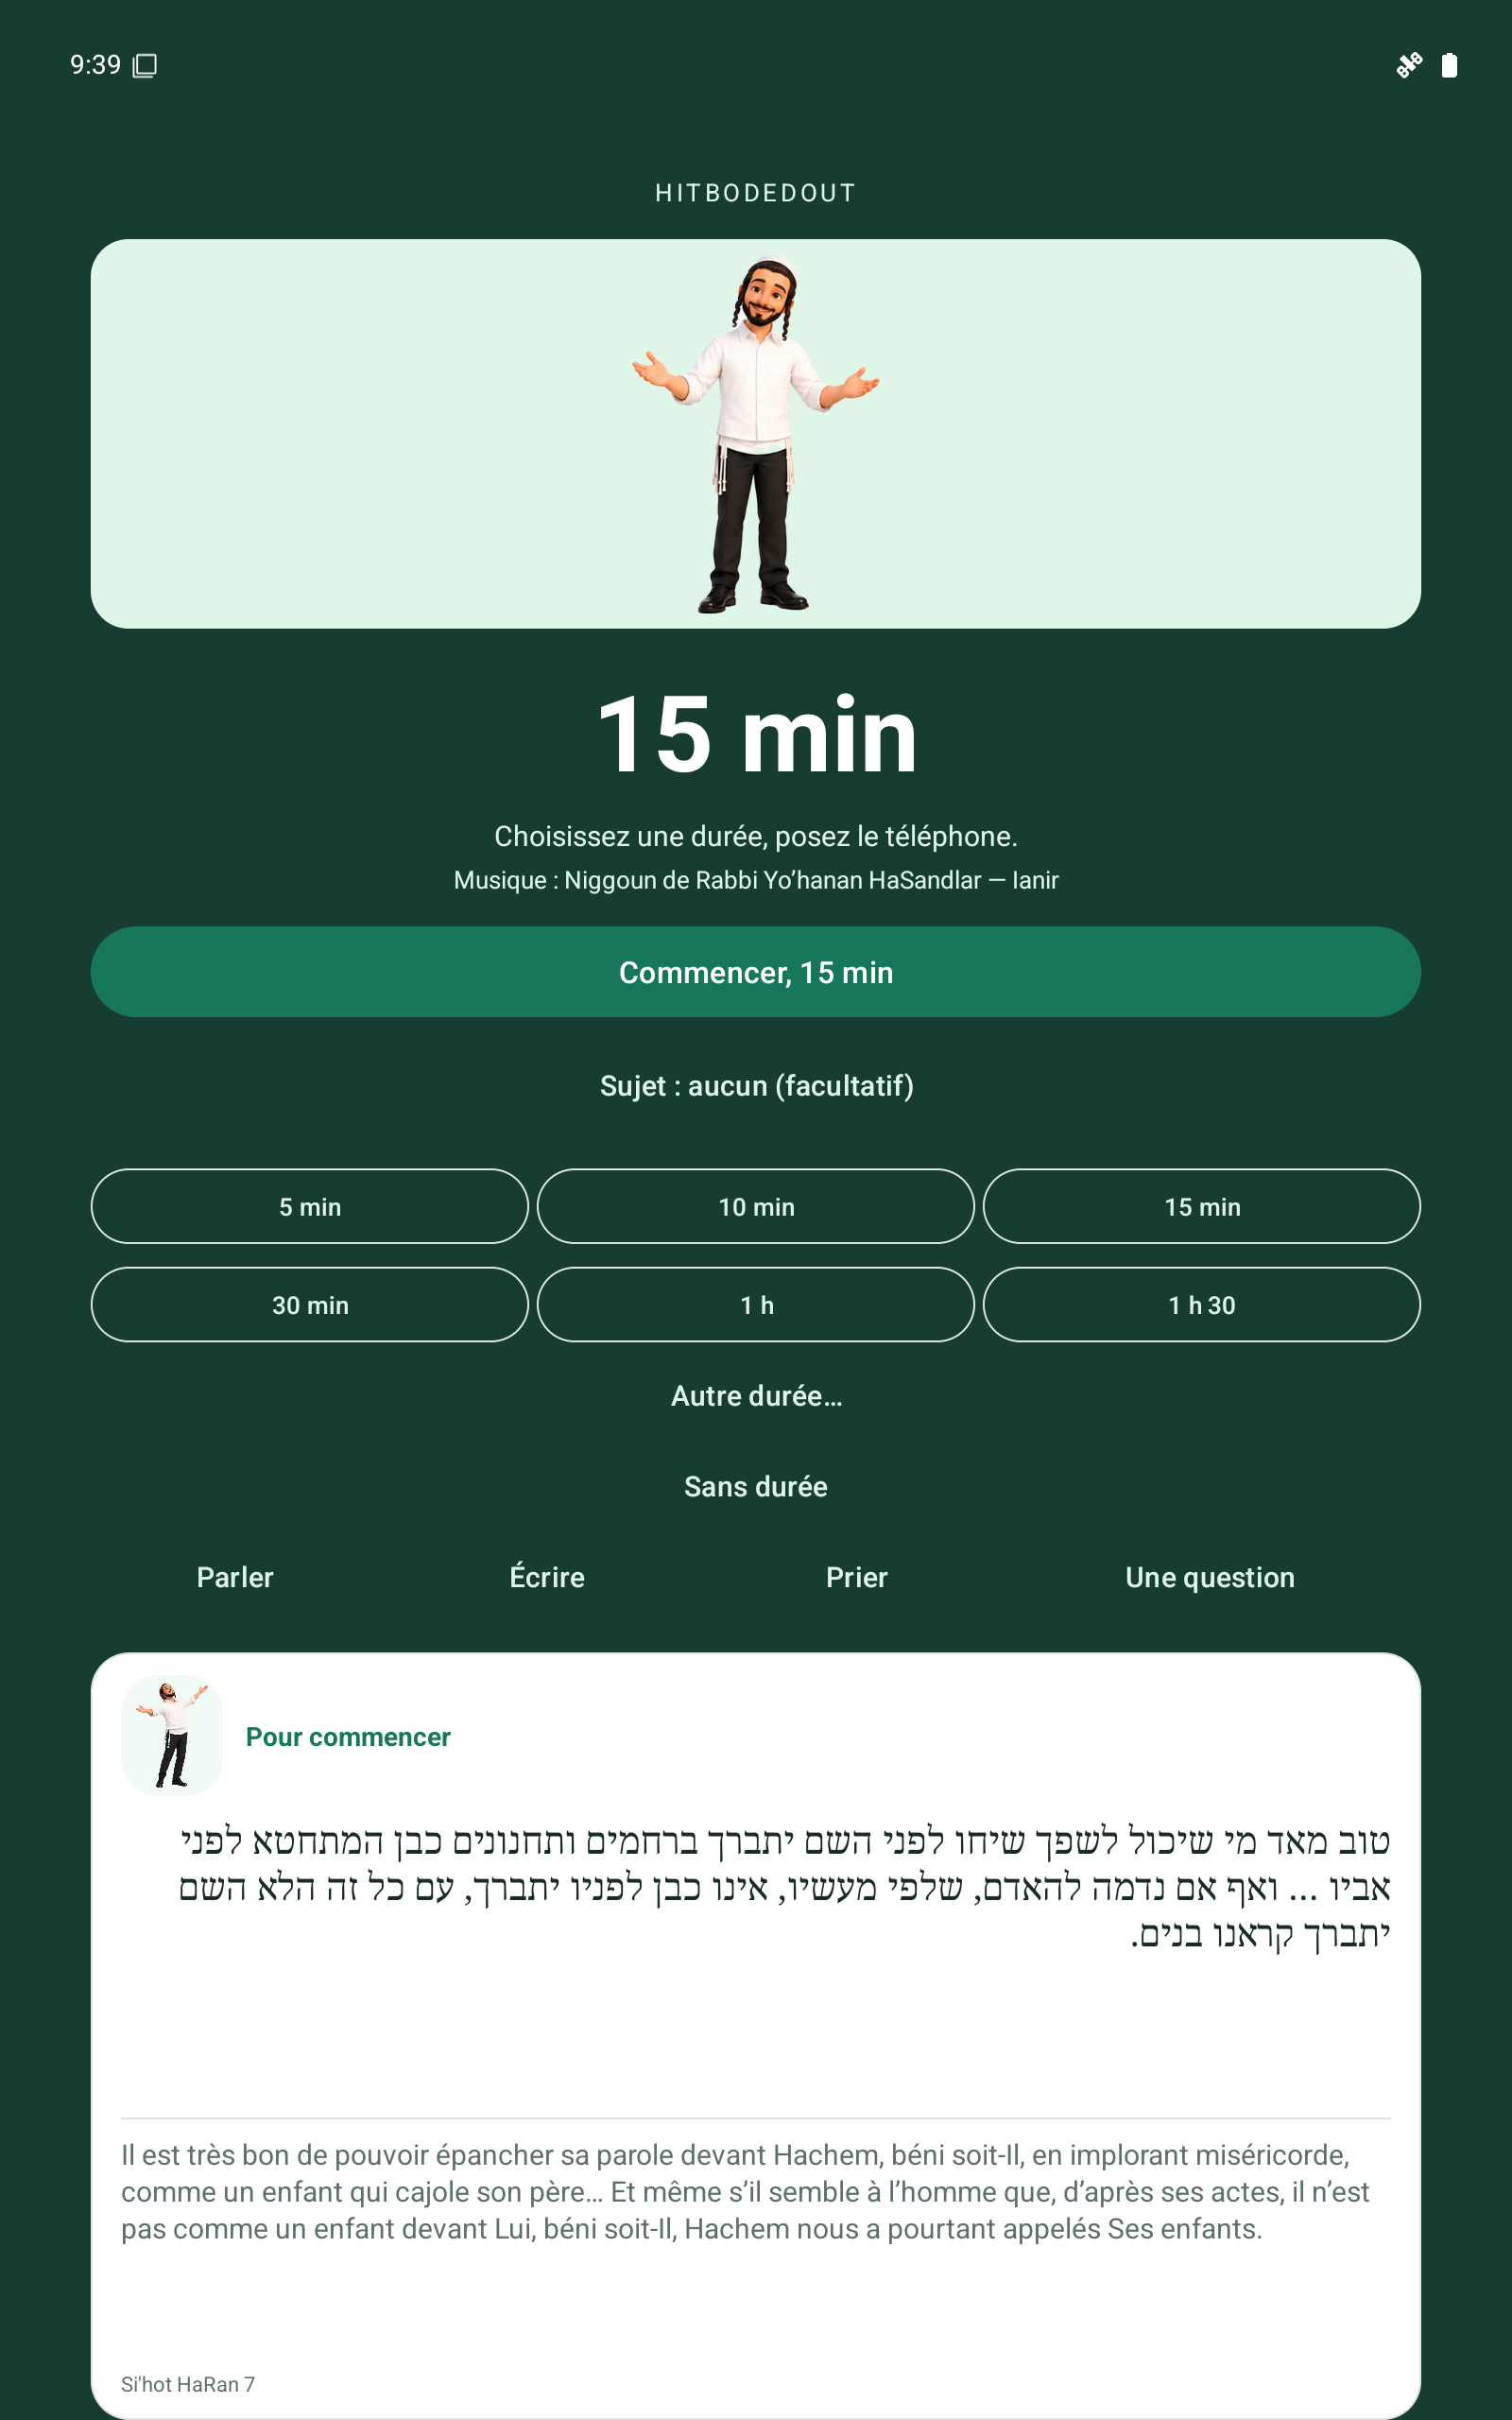 9:39
HITBODEDOUT
15 min
Choisissez une durée, posez le téléphone.
Musique : Niggoun de Rabbi Yo’hanan HaSandlar — Ianir
Commencer, 15 min
Sujet : aucun (facultatif)
5 min
10 min
15 min
30 min
1 h
1 h 30
Autre durée…
Sans durée
Parler
Écrire
Prier
Une question
Pour commencer
טוב מאד מי שיכול לשפך שיחו לפני השם יתברך ברחמים ותחנונים כבן המתחטא לפני
אביו ... ואף אם נדמה להאדם, שלפי מעשיו, אינו כבן לפניו יתברך, עם כל זה הלא השם
יתברך קראנו בנים.
Il est très bon de pouvoir épancher sa parole devant Hachem, béni soit-Il, en implorant miséricorde,
comme un enfant qui cajole son père… Et même s’il semble à l’homme que, d’après ses actes, il n’est
pas comme un enfant devant Lui, béni soit-Il, Hachem nous a pourtant appelés Ses enfants.
Si'hot HaRan 7